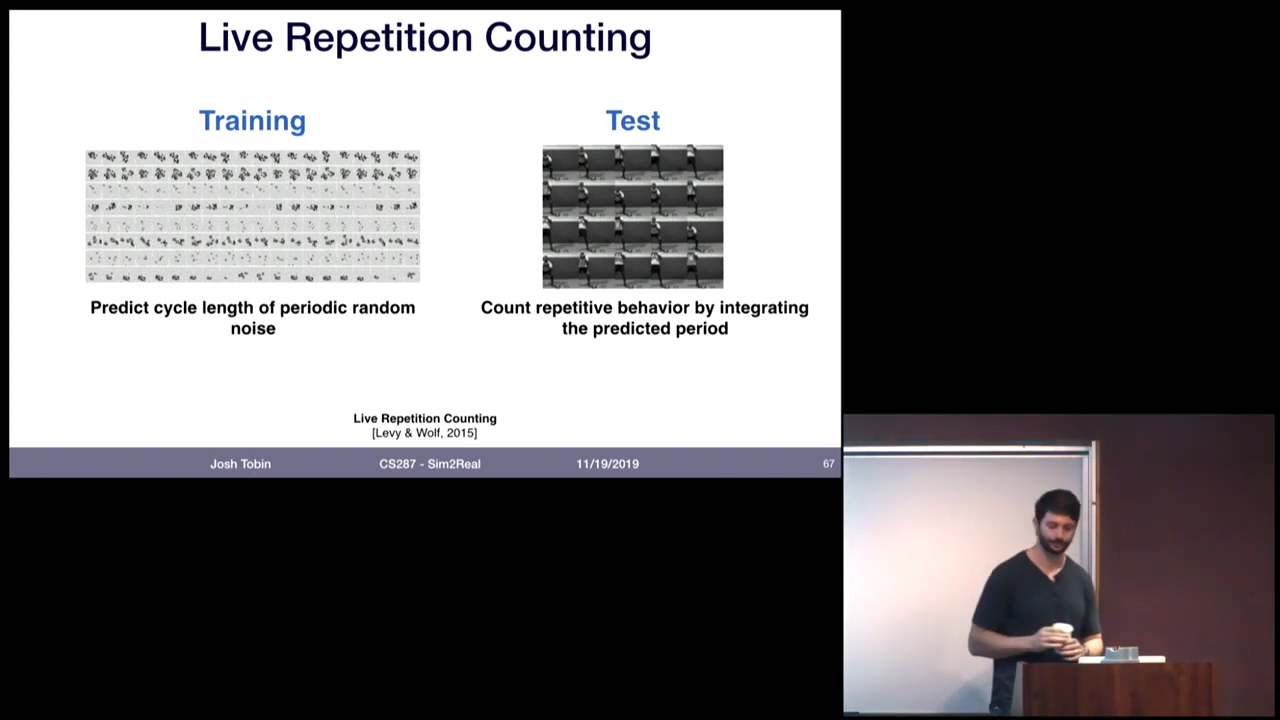 Live Repetition Counting
Training
Test
Predict cycle length of periodic random
noise
Count repetitive behavior by integrating
the predicted period
Live Repetition Counting
[Levy & Wolf, 2015]
Josh Tobin
CS287 - Sim2Real
11/19/2019
67